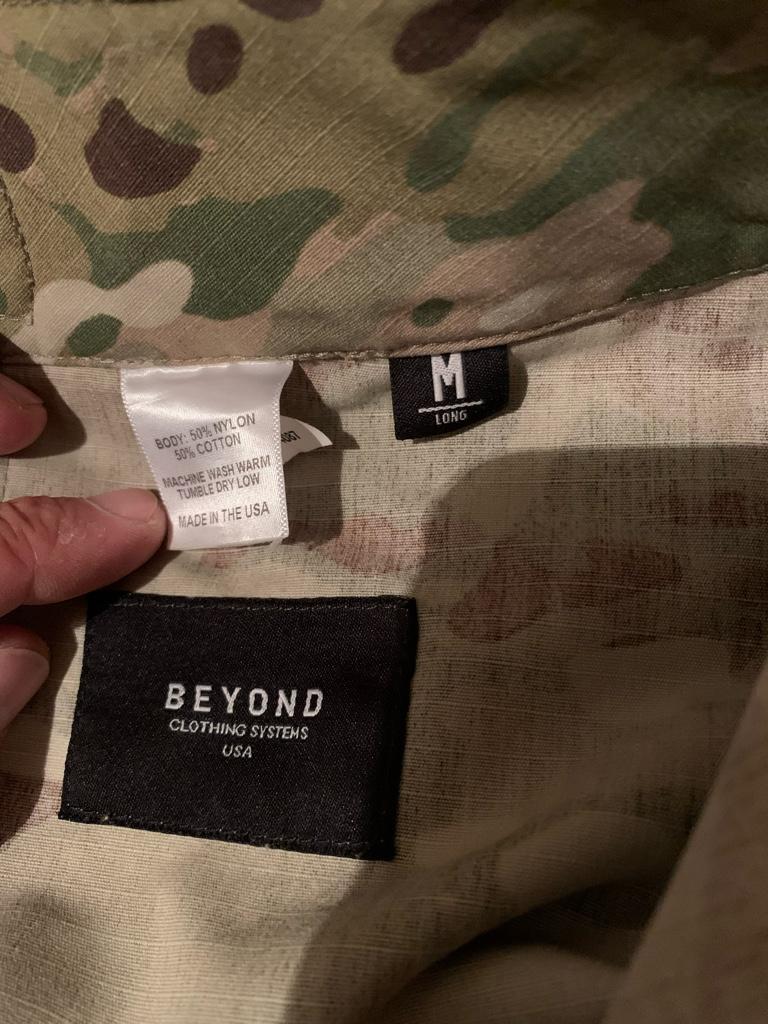 M
LONG
BODY: 50% NYLON
50% COTTON
MACHINE WASH WARM
TUMBLE DRY LOW
MADE IN THE USA
BEYOND
CLOTHING SYSTEMS
USA